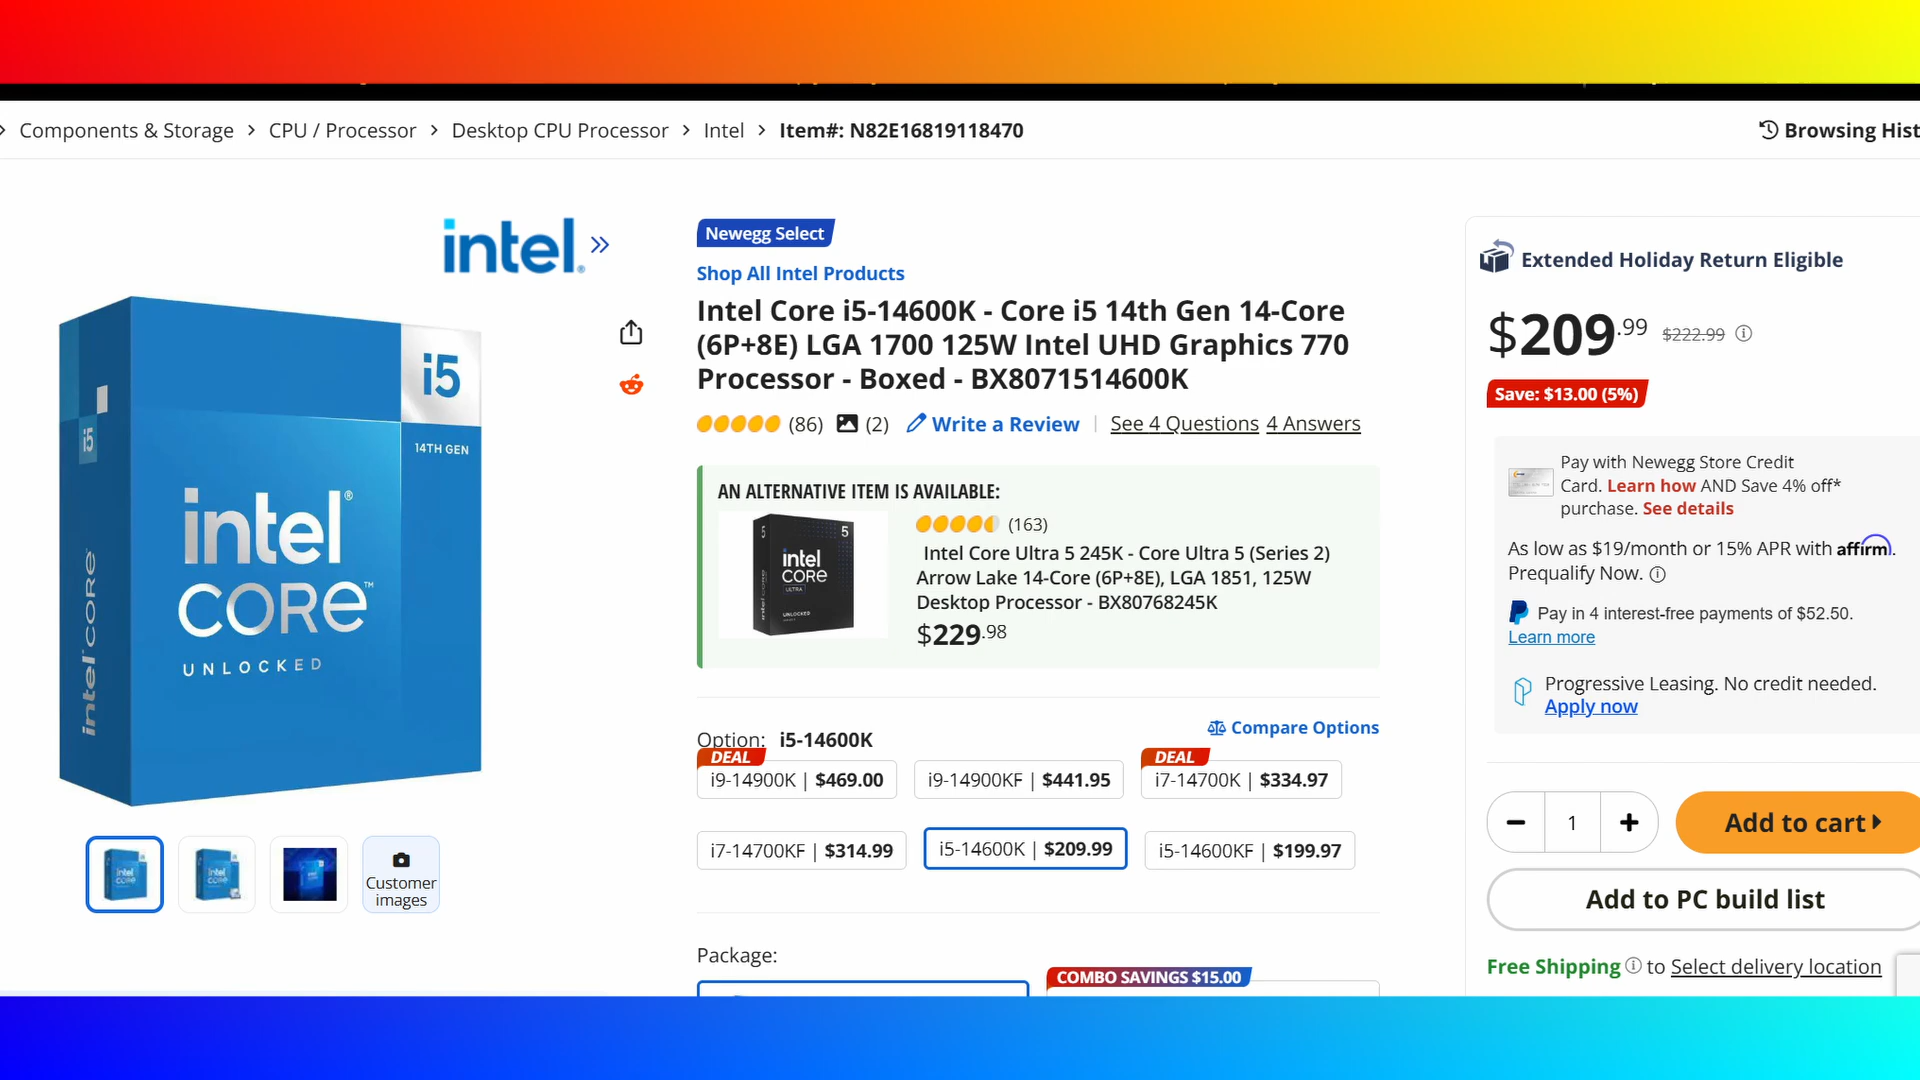 Components & Storage > CPU / Processor > Desktop CPU Processor > Intel > Item#: N82E16819118470
Browsing Hist
intel
i5
14TH GEN
i5
intel
CORE
UNLOCKED
intel CORE
Newegg Select
Shop All Intel Products
Intel Core i5-14600K - Core i5 14th Gen 14-Core
(6P+8E) LGA 1700 125W Intel UHD Graphics 770
Processor - Boxed - BX8071514600K
(86) (2) Write a Review | See 4 Questions 4 Answers
AN ALTERNATIVE ITEM IS AVAILABLE:
5
5
intel
CORE
ULTRA
UNLOCKED
(163)
Intel Core Ultra 5 245K - Core Ultra 5 (Series 2)
Arrow Lake 14-Core (6P+8E), LGA 1851, 125W
Desktop Processor - BX80768245K
$229.98
Compare Options
Option: i5-14600K
DEAL
i9-14900K | $469.00
i9-14900KF | $441.95
DEAL
i7-14700K | $334.97
i7-14700KF | $314.99
i5-14600K | $209.99
i5-14600KF | $199.97
Package:
COMBO SAVINGS $15.00
Customer
images
Extended Holiday Return Eligible
$209.99 $222.99
Save: $13.00 (5%)
Pay with Newegg Store Credit
Card. Learn how AND Save 4% off*
purchase. See details
As low as $19/month or 15% APR with affirm.
Prequalify Now.
Pay in 4 interest-free payments of $52.50.
Learn more
Progressive Leasing. No credit needed.
Apply now
1
Add to cart
Add to PC build list
Free Shipping to Select delivery location